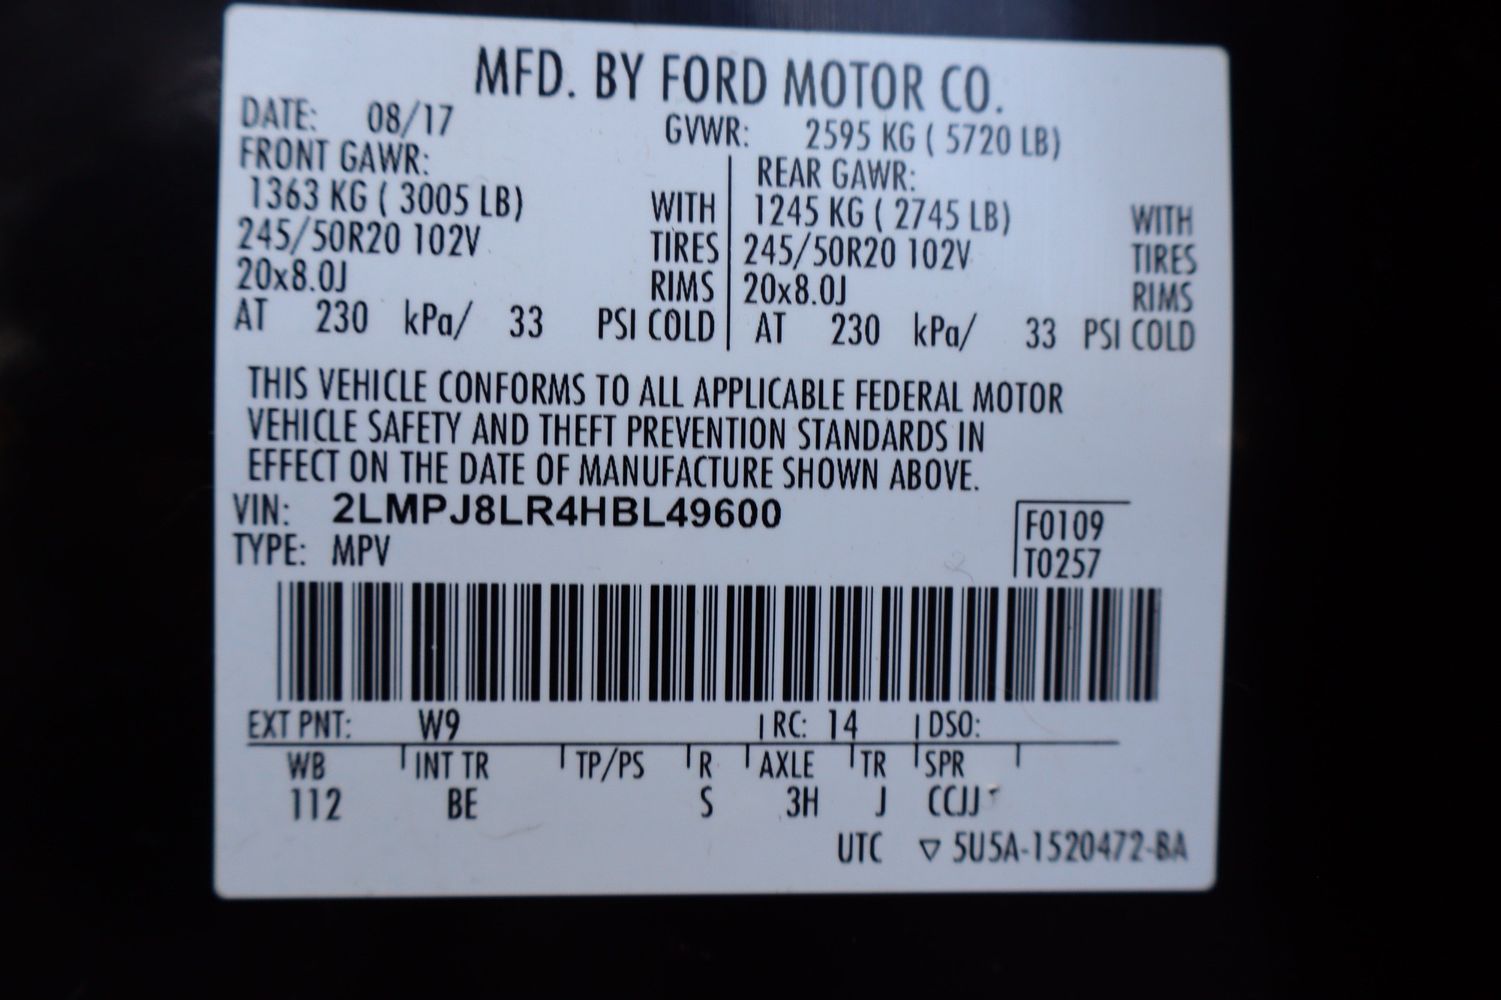 MFD. BY FORD MOTOR CO.
DATE: 08/17 GVWR: 2595 KG ( 5720 LB)
FRONT GAWR: REAR GAWR:
1363 KG ( 3005 LB) WITH 1245 KG ( 2745 LB) WITH
245/50R20 102V TIRES 245/50R20 102V TIRES
20x8.0J RIMS 20x8.0J RIMS
AT 230 kPa/ 33 PSI COLD AT 230 kPa/ 33 PSI COLD
THIS VEHICLE CONFORMS TO ALL APPLICABLE FEDERAL MOTOR
VEHICLE SAFETY AND THEFT PREVENTION STANDARDS IN
EFFECT ON THE DATE OF MANUFACTURE SHOWN ABOVE.
VIN: 2LMPJ8LR4HBL49600 F0109
TYPE: MPV T0257
EXT PNT: W9 RC: 14 DSO:
WB INT TR TP/PS R AXLE TR SPR
112 BE S 3H J CCJJ
UTC ▽ 5U5A-1520472-BA